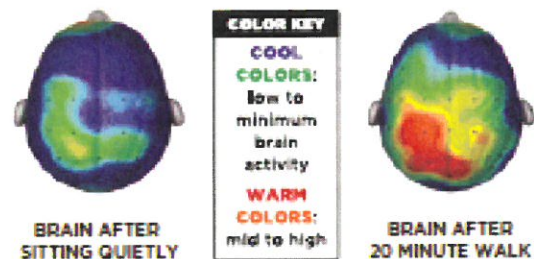 COLOR KEY
COOL
COLORS:
low to
minimum
brain
activity
WARM
COLORS:
mid to high
BRAIN AFTER
SITTING QUIETLY
BRAIN AFTER
20 MINUTE WALK